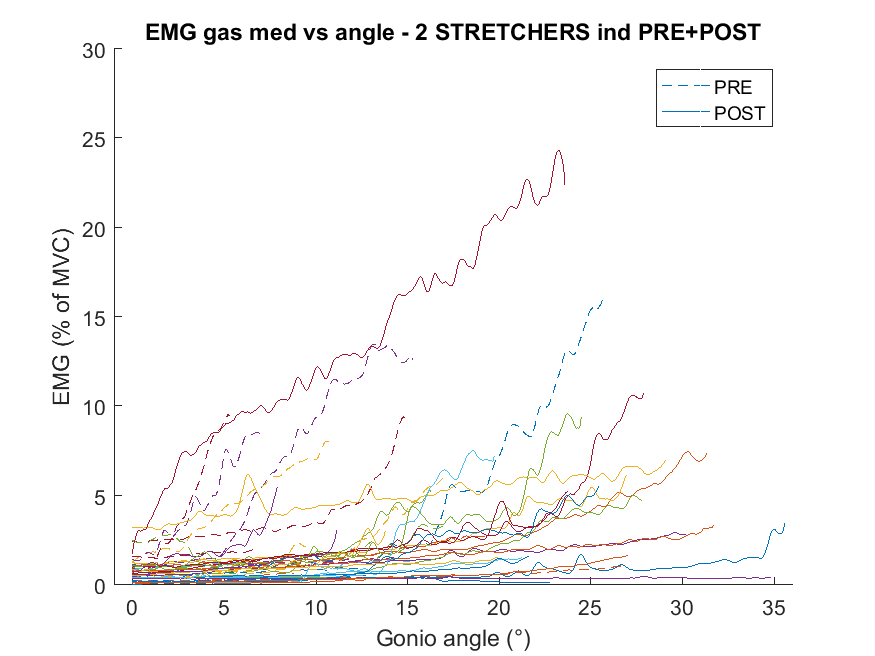 EMG gas med vs angle - 2 STRETCHERS ind PRE+POST
PRE
POST
EMG (% of MVC)
30
25
20
15
10
5
0
0 5 10 15 20 25 30 35
Gonio angle (°)